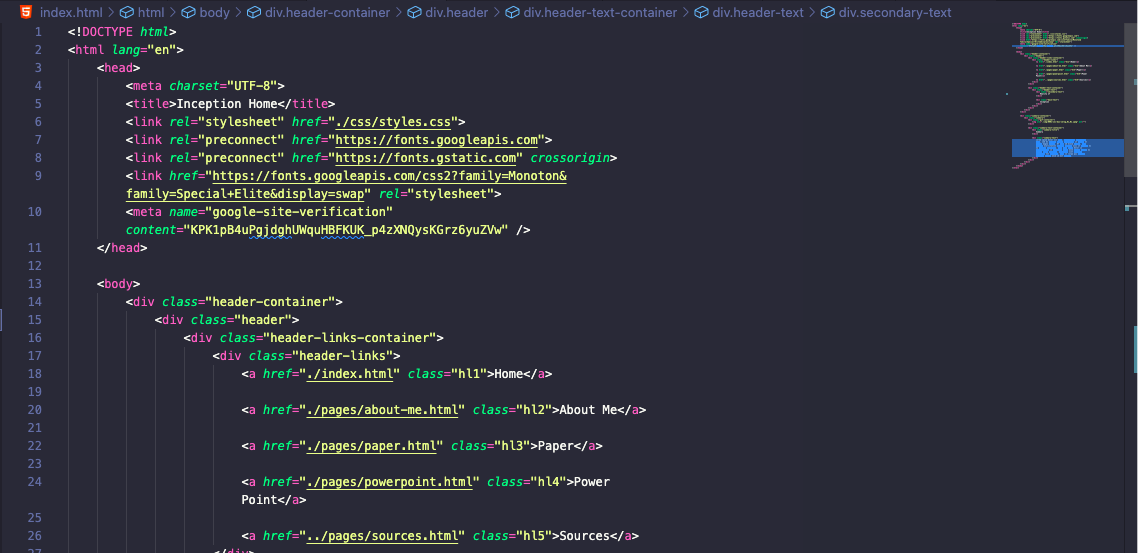 index.html > html > body > div.header-container > div.header > div.header-text-container > div.header-text > div.secondary-text
1 <!DOCTYPE html>
2 <html lang="en">
3 <head>
4 <meta charset="UTF-8">
5 <title>Inception Home</title>
6 <link rel="stylesheet" href="./css/styles.css">
7 <link rel="preconnect" href="https://fonts.googleapis.com">
8 <link rel="preconnect" href="https://fonts.gstatic.com" crossorigin>
9 <link href="https://fonts.googleapis.com/css2?family=Monoton&
family=Special+Elite&display=swap" rel="stylesheet">
10 <meta name="google-site-verification"
content="KPK1pB4uPgjdghUWquHBFKUK_p4zXNQysKGrz6yuZVw" />
11 </head>
12
13 <body>
14 <div class="header-container">
15 <div class="header">
16 <div class="header-links-container">
17 <div class="header-links">
18 <a href="./index.html" class="hl1">Home</a>
19
20 <a href="./pages/about-me.html" class="hl2">About Me</a>
21
22 <a href="./pages/paper.html" class="hl3">Paper</a>
23
24 <a href="./pages/powerpoint.html" class="hl4">Power
Point</a>
25
26 <a href="../pages/sources.html" class="hl5">Sources</a>
27 </div>